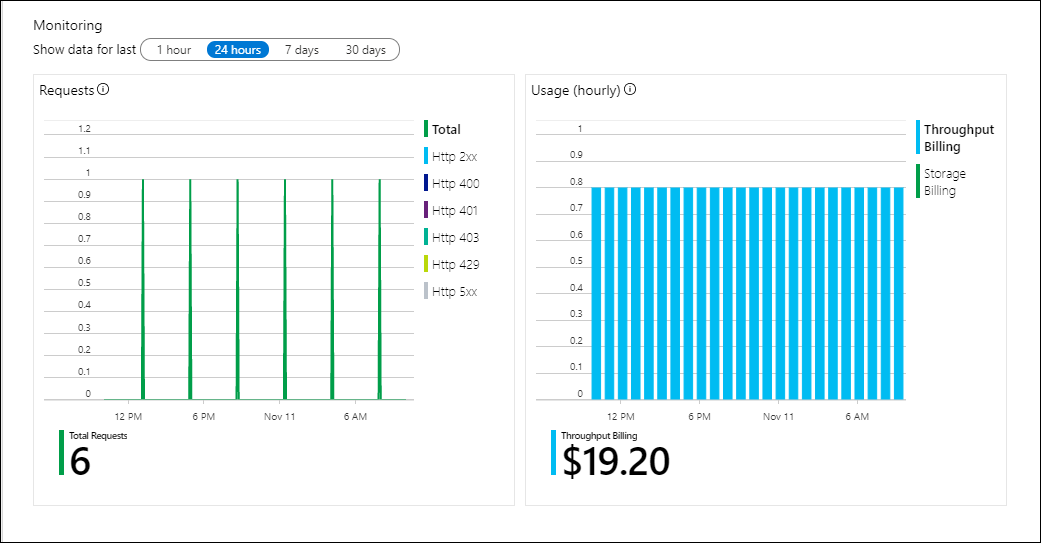 Monitoring
Show data for last 1 hour 24 hours 7 days 30 days
Requests
1.2
1.1
1
0.9
0.8
0.7
0.6
0.5
0.4
0.3
0.2
0.1
0
12 PM 6 PM Nov 11 6 AM
Total
Http 2xx
Http 400
Http 401
Http 403
Http 429
Http 5xx
Total Requests
6
Usage (hourly)
1
0.9
0.8
0.7
0.6
0.5
0.4
0.3
0.2
0.1
0
12 PM 6 PM Nov 11 6 AM
Throughput
Billing
Storage
Billing
Throughput Billing
$19.20